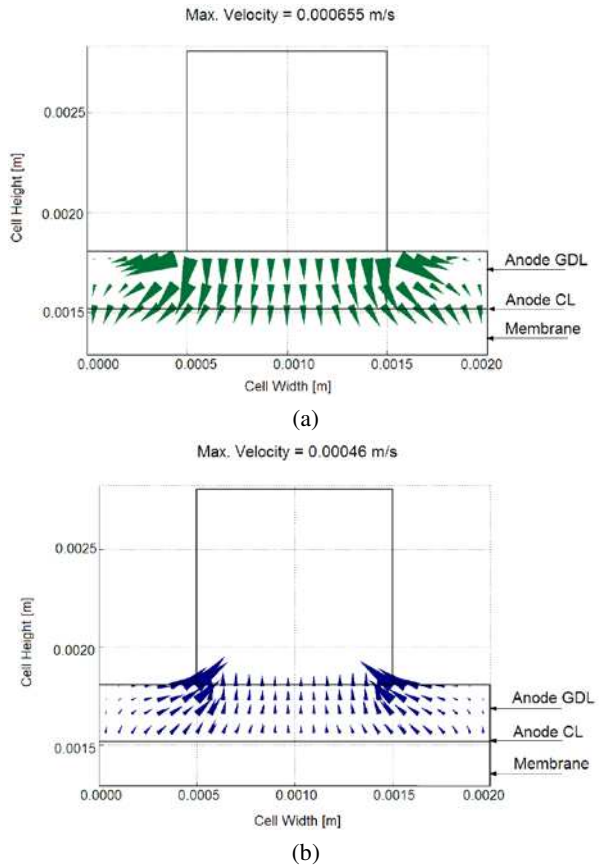 Max. Velocity = 0.000655 m/s
Cell Height [m]
0.0025
0.0020
0.0015
Anode GDL
Anode CL
Membrane
0.0000 0.0005 0.0010 0.0015 0.0020
Cell Width [m]
(a)
Max. Velocity = 0.00046 m/s
Cell Height [m]
0.0025
0.0020
0.0015
Anode GDL
Anode CL
Membrane
0.0000 0.0005 0.0010 0.0015 0.0020
Cell Width [m]
(b)